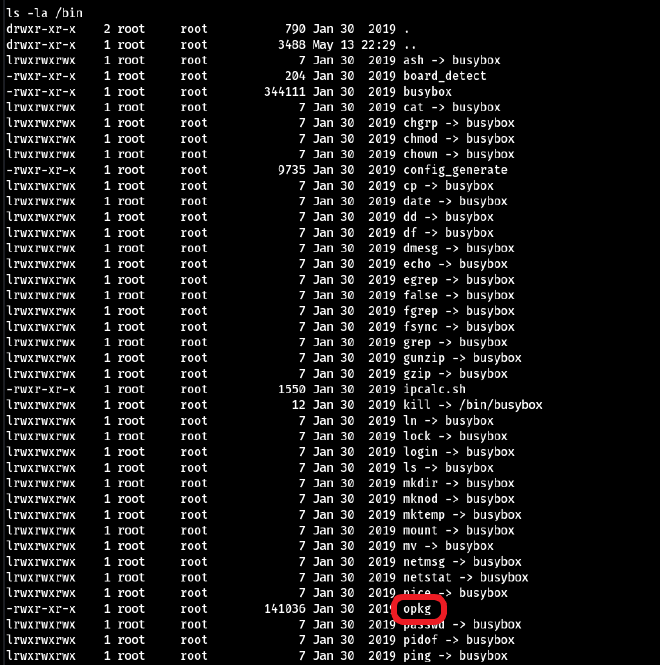 ls -la /bin
drwxr-xr-x 2 root root 790 Jan 30 2019 .
drwxr-xr-x 1 root root 3488 May 13 22:29 ..
lrwxrwxrwx 1 root root 7 Jan 30 2019 ash -> busybox
-rwxr-xr-x 1 root root 204 Jan 30 2019 board_detect
-rwxr-xr-x 1 root root 344111 Jan 30 2019 busybox
lrwxrwxrwx 1 root root 7 Jan 30 2019 cat -> busybox
lrwxrwxrwx 1 root root 7 Jan 30 2019 chgrp -> busybox
lrwxrwxrwx 1 root root 7 Jan 30 2019 chmod -> busybox
lrwxrwxrwx 1 root root 7 Jan 30 2019 chown -> busybox
-rwxr-xr-x 1 root root 9735 Jan 30 2019 config_generate
lrwxrwxrwx 1 root root 7 Jan 30 2019 cp -> busybox
lrwxrwxrwx 1 root root 7 Jan 30 2019 date -> busybox
lrwxrwxrwx 1 root root 7 Jan 30 2019 dd -> busybox
lrwxrwxrwx 1 root root 7 Jan 30 2019 df -> busybox
lrwxrwxrwx 1 root root 7 Jan 30 2019 dmesg -> busybox
lrwxrwxrwx 1 root root 7 Jan 30 2019 echo -> busybox
lrwxrwxrwx 1 root root 7 Jan 30 2019 egrep -> busybox
lrwxrwxrwx 1 root root 7 Jan 30 2019 false -> busybox
lrwxrwxrwx 1 root root 7 Jan 30 2019 fgrep -> busybox
lrwxrwxrwx 1 root root 7 Jan 30 2019 fsync -> busybox
lrwxrwxrwx 1 root root 7 Jan 30 2019 grep -> busybox
lrwxrwxrwx 1 root root 7 Jan 30 2019 gunzip -> busybox
lrwxrwxrwx 1 root root 7 Jan 30 2019 gzip -> busybox
-rwxr-xr-x 1 root root 1550 Jan 30 2019 ipcalc.sh
lrwxrwxrwx 1 root root 12 Jan 30 2019 kill -> /bin/busybox
lrwxrwxrwx 1 root root 7 Jan 30 2019 ln -> busybox
lrwxrwxrwx 1 root root 7 Jan 30 2019 lock -> busybox
lrwxrwxrwx 1 root root 7 Jan 30 2019 login -> busybox
lrwxrwxrwx 1 root root 7 Jan 30 2019 ls -> busybox
lrwxrwxrwx 1 root root 7 Jan 30 2019 mkdir -> busybox
lrwxrwxrwx 1 root root 7 Jan 30 2019 mknod -> busybox
lrwxrwxrwx 1 root root 7 Jan 30 2019 mktemp -> busybox
lrwxrwxrwx 1 root root 7 Jan 30 2019 mount -> busybox
lrwxrwxrwx 1 root root 7 Jan 30 2019 mv -> busybox
lrwxrwxrwx 1 root root 7 Jan 30 2019 netmsg -> busybox
lrwxrwxrwx 1 root root 7 Jan 30 2019 netstat -> busybox
lrwxrwxrwx 1 root root 7 Jan 30 2019 nice -> busybox
-rwxr-xr-x 1 root root 141036 Jan 30 2019 opkg
lrwxrwxrwx 1 root root 7 Jan 30 2019 passwd -> busybox
lrwxrwxrwx 1 root root 7 Jan 30 2019 pidof -> busybox
lrwxrwxrwx 1 root root 7 Jan 30 2019 ping -> busybox